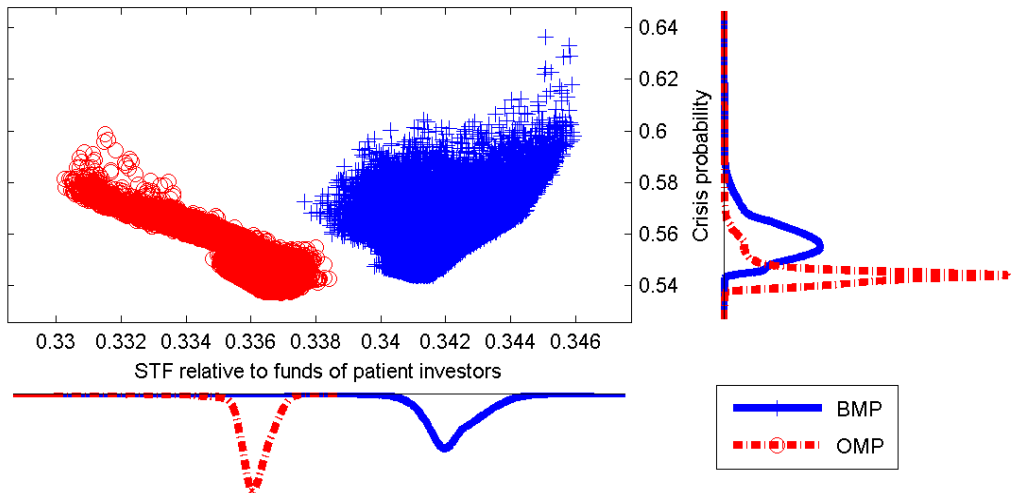 0.64
0.62
0.6
0.58
0.56
0.54
Crisis probability
0.33 0.332 0.334 0.336 0.338 0.34 0.342 0.344 0.346
STF relative to funds of patient investors
BMP
OMP